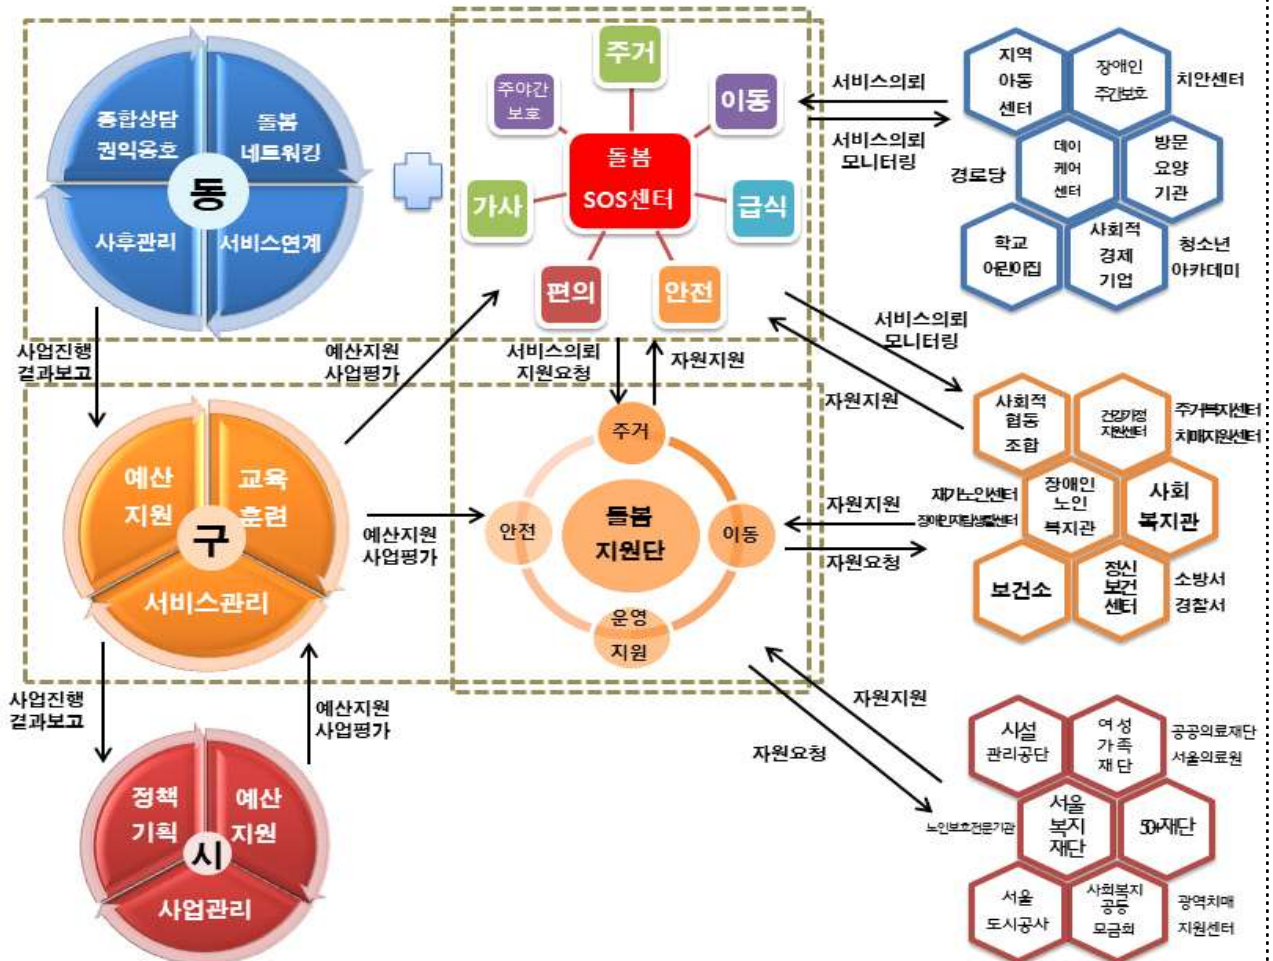 종합상담
권익옹호
돌봄
네트워킹
동
사후관리
서비스연계
주거
주야간
보호
이동
돌봄
SOS센터
가사
급식
편의
안전
서비스의뢰
서비스의뢰
모니터링
지역
아동
센터
장애인
주간보호
치안센터
경로당
데이
케어
센터
방문
요양
기관
학교
어린이집
사회적
경제
기업
청소년
아카데미
사업진행
결과보고
예산지원
사업평가
서비스의뢰
지원요청
자원지원
서비스의뢰
모니터링
자원지원
예산
지원
교육
훈련
구
서비스관리
예산지원
사업평가
주거
안전
돌봄
지원단
이동
운영
지원
자원지원
자원요청
사회적
협동
조합
건강가정
지원센터
주거복지센터
치매지원센터
재가노인센터
장애인자립생활센터
장애인
노인
복지관
사회
복지관
보건소
정신
보건
센터
소방서
경찰서
사업진행
결과보고
예산지원
사업평가
자원지원
자원요청
정책
기획
예산
지원
시
사업관리
시설
관리공단
여성
가족
재단
공공의료재단
서울의료원
노인보호전문기관
서울
복지
재단
50+재단
서울
도시공사
사회복지
공동
모금회
광역치매
지원센터